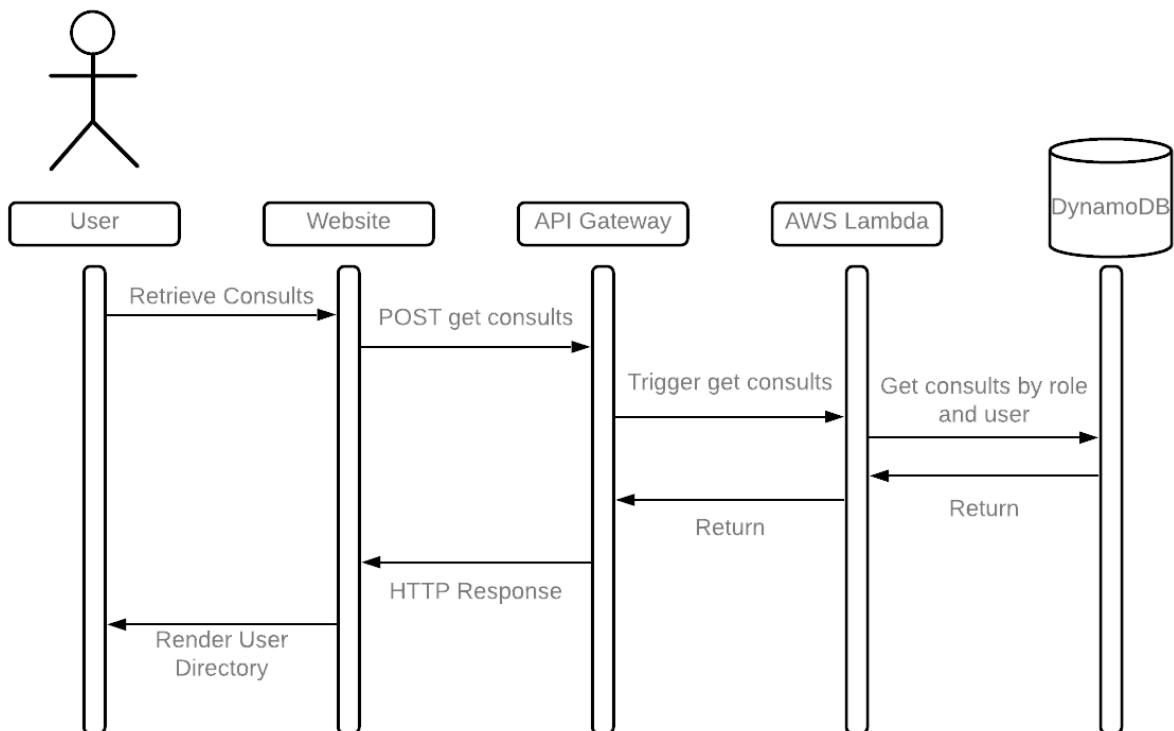 User
Website
API Gateway
AWS Lambda
DynamoDB
Retrieve Consults
POST get consults
Trigger get consults
Get consults by role
and user
Return
Return
HTTP Response
Render User
Directory